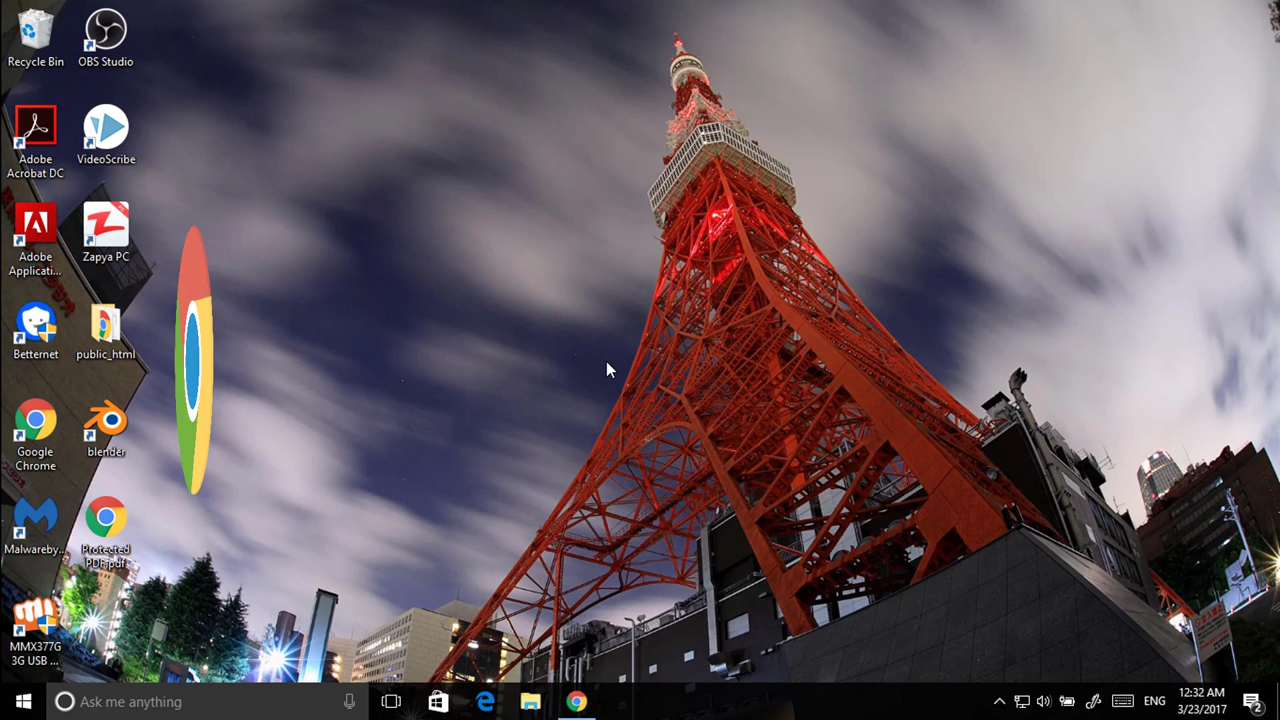 Recycle Bin
OBS Studio
Adobe
Acrobat DC
VideoScribe
Adobe
Applicati...
Zapya PC
Betternet
public_html
Google
Chrome
blender
Malwareby...
Protected
PDF.pdf
MMX377G
3G USB ...
Ask me anything
ENG
12:32 AM
3/23/2017
2